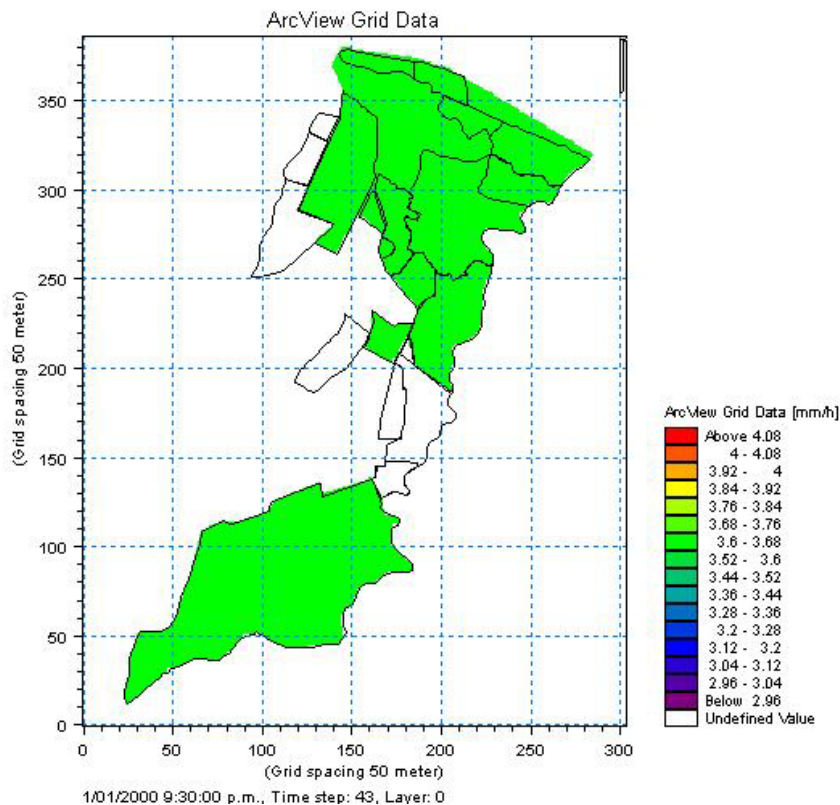 ArcView Grid Data
350
300
250
200
150
100
50
0
(Grid spacing 50 meter)
0 50 100 150 200 250 300
(Grid spacing 50 meter)
1/01/2000 9:30:00 p.m., Time step: 43, Layer: 0
ArcView Grid Data [mm/h]
Above 4.08
4 - 4.08
3.92 - 4
3.84 - 3.92
3.76 - 3.84
3.68 - 3.76
3.6 - 3.68
3.52 - 3.6
3.44 - 3.52
3.36 - 3.44
3.28 - 3.36
3.2 - 3.28
3.12 - 3.2
3.04 - 3.12
2.96 - 3.04
Below 2.96
Undefined Value